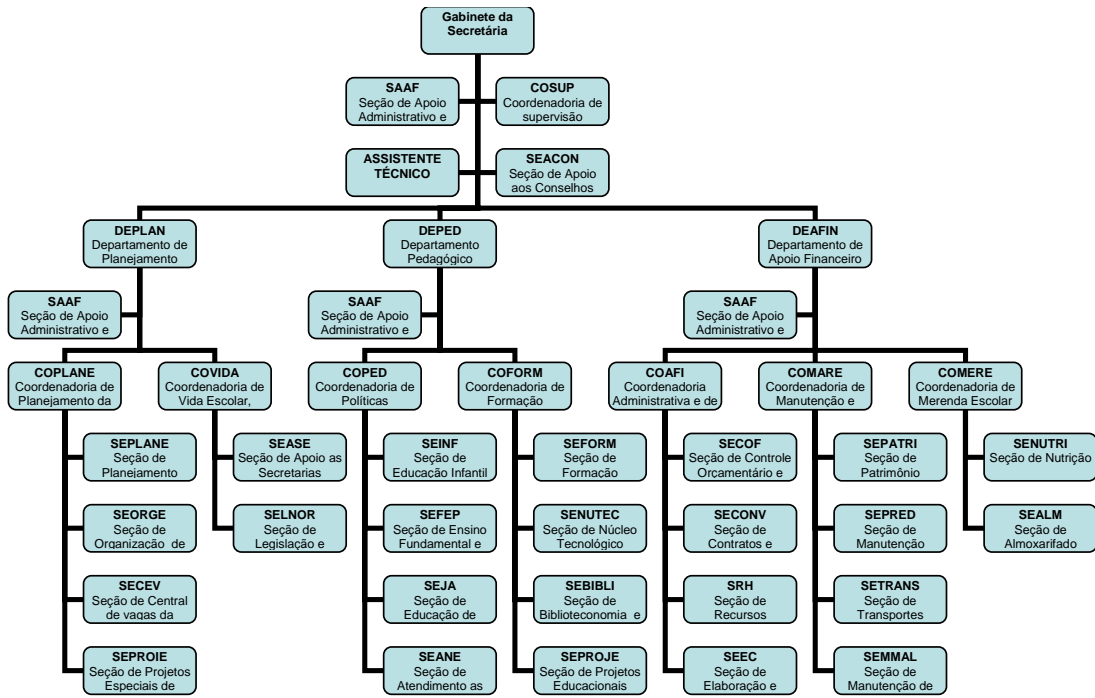 Gabinete da
Secretária
SAAF
Seção de Apoio
Administrativo e
COSUP
Coordenadoria de
supervisão
ASSISTENTE
TÉCNICO
SEACON
Seção de Apoio
aos Conselhos
DEPLAN
Departamento de
Planejamento
DEPED
Departamento
Pedagógico
DEAFIN
Departamento de
Apoio Financeiro
SAAF
Seção de Apoio
Administrativo e
SAAF
Seção de Apoio
Administrativo e
SAAF
Seção de Apoio
Administrativo e
COPLANE
Coordenadoria de
Planejamento da
COVIDA
Coordenadoria de
Vida Escolar,
COPED
Coordenadoria de
Políticas
COFORM
Coordenadoria de
Formação
COAFI
Coordenadoria
Administrativa e de
COMARE
Coordenadoria de
Manutenção e
COMERE
Coordenadoria de
Merenda Escolar
SEPLANE
Seção de
Planejamento
SEASE
Seção de Apoio as
Secretarias
SEINF
Seção de
Educação Infantil
SEFORM
Seção de
Formação
SECOF
Seção de Controle
Orçamentário e
SEPATRI
Seção de
Patrimônio
SENUTRI
Seção de Nutrição
SEORGE
Seção de
Organização de
SELNOR
Seção de
Legislação e
SEFEP
Seção de Ensino
Fundamental e
SENUTEC
Seção de Núcleo
Tecnológico
SECONV
Seção de
Contratos e
SEPRED
Seção de
Manutenção
SEALM
Seção de
Almoxarifado
SECEV
Seção de Central
de vagas da
SEJA
Seção de
Educação de
SEBIBLI
Seção de
Biblioteconomia e
SRH
Seção de
Recursos
SETRANS
Seção de
Transportes
SEPROIE
Seção de Projetos
Especiais de
SEANE
Seção de
Atendimento as
SEPROJE
Seção de Projetos
Educacionais
SEEC
Seção de
Elaboração e
SEMMAL
Seção de
Manutenção de